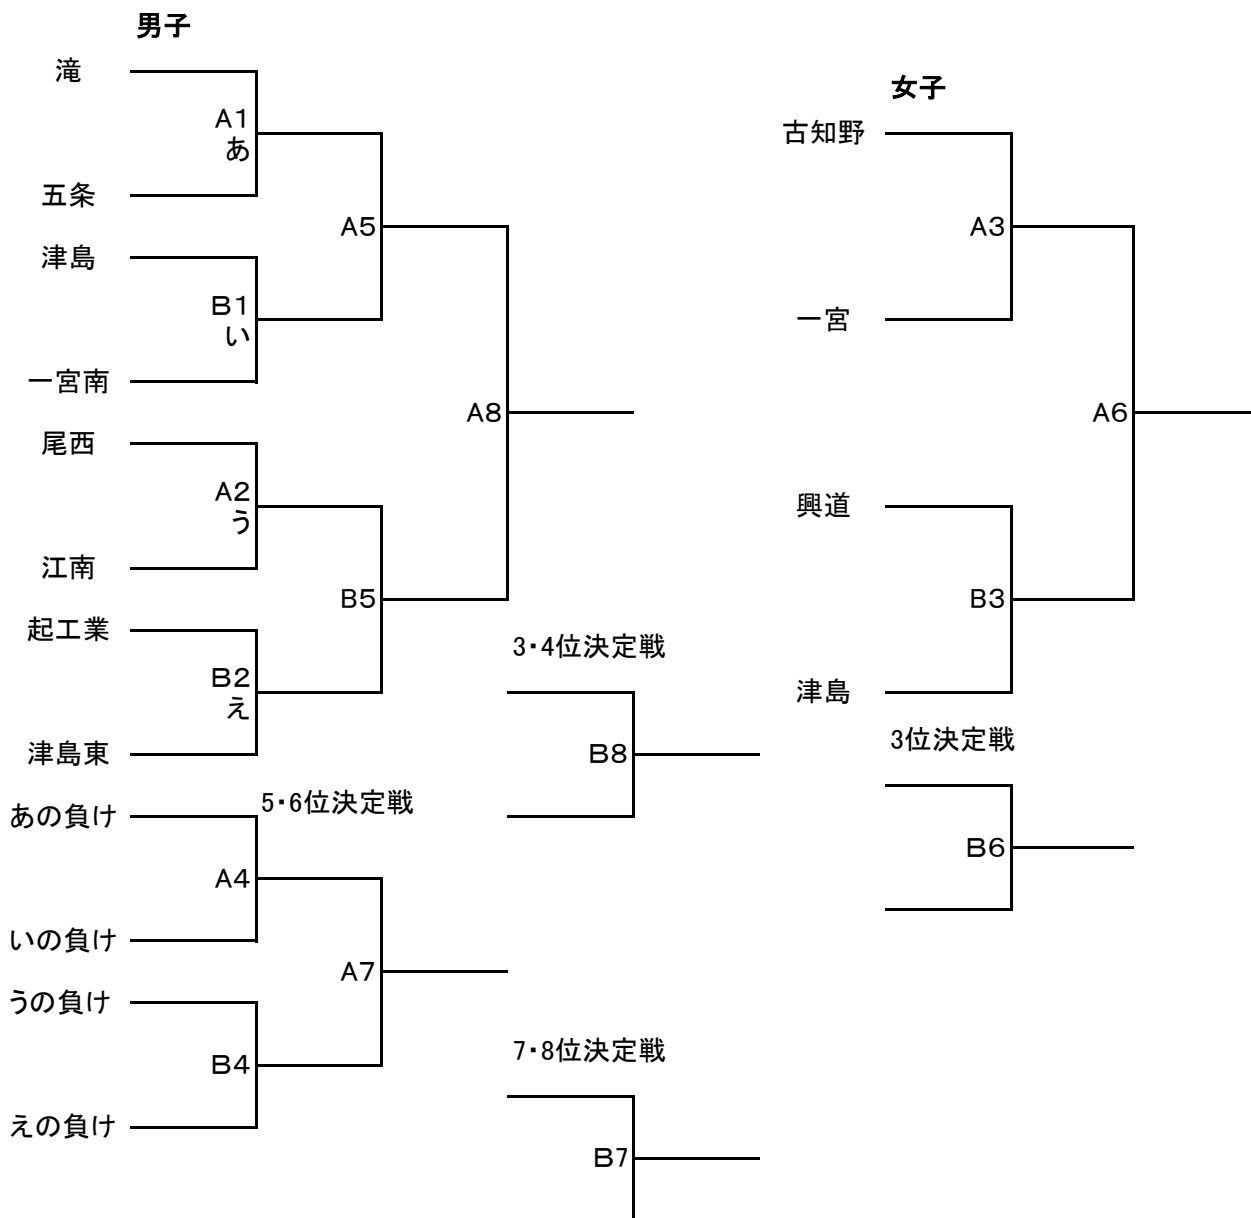 男子
滝
A1
あ
五条
A5
津島
B1
い
一宮南
A8
尾西
A2
う
江南
B5
起工業
B2
え
津島東
3・4位決定戦
B8
5・6位決定戦
あの負け
A4
いの負け
A7
うの負け
B4
えの負け
7・8位決定戦
B7
女子
古知野
A3
一宮
A6
興道
B3
津島
3位決定戦
B6